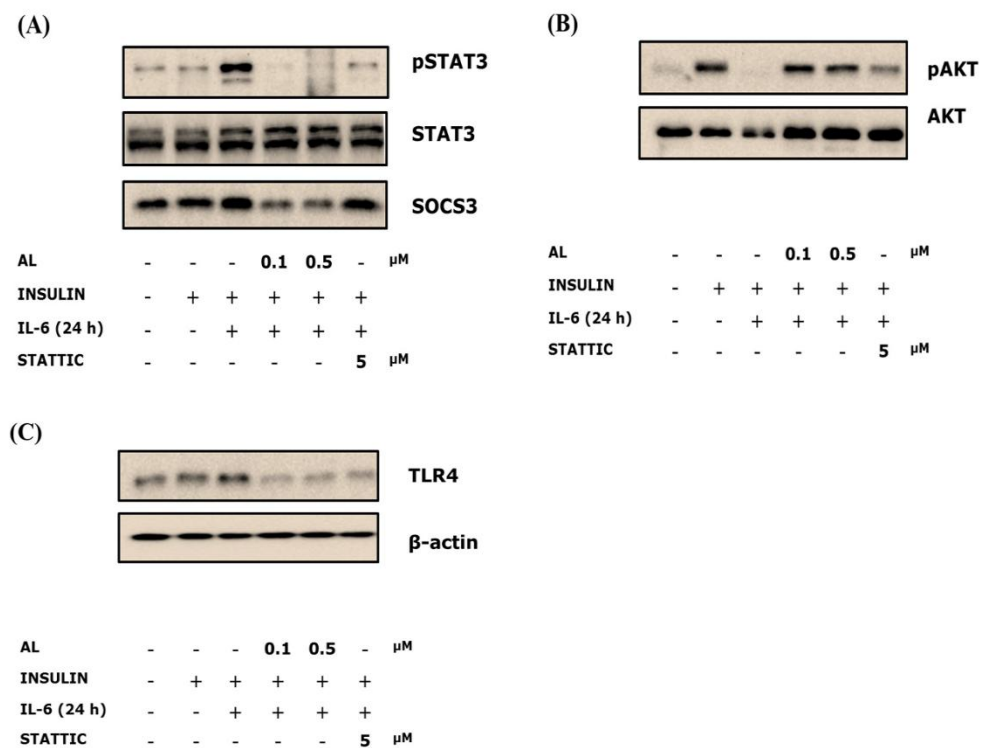 (A)
pSTAT3
STAT3
SOCS3
AL - - - 0.1 0.5 - µM
INSULIN - + + + + +
IL-6 (24 h) - - + + + +
STATTIC - - - - - 5 µM
(B)
pAKT
AKT
AL - - - 0.1 0.5 - µM
INSULIN - + + + + +
IL-6 (24 h) - - + + + +
STATTIC - - - - - 5 µM
(C)
TLR4
β-actin
AL - - - 0.1 0.5 - µM
INSULIN - + + + + +
IL-6 (24 h) - - + + + +
STATTIC - - - - - 5 µM